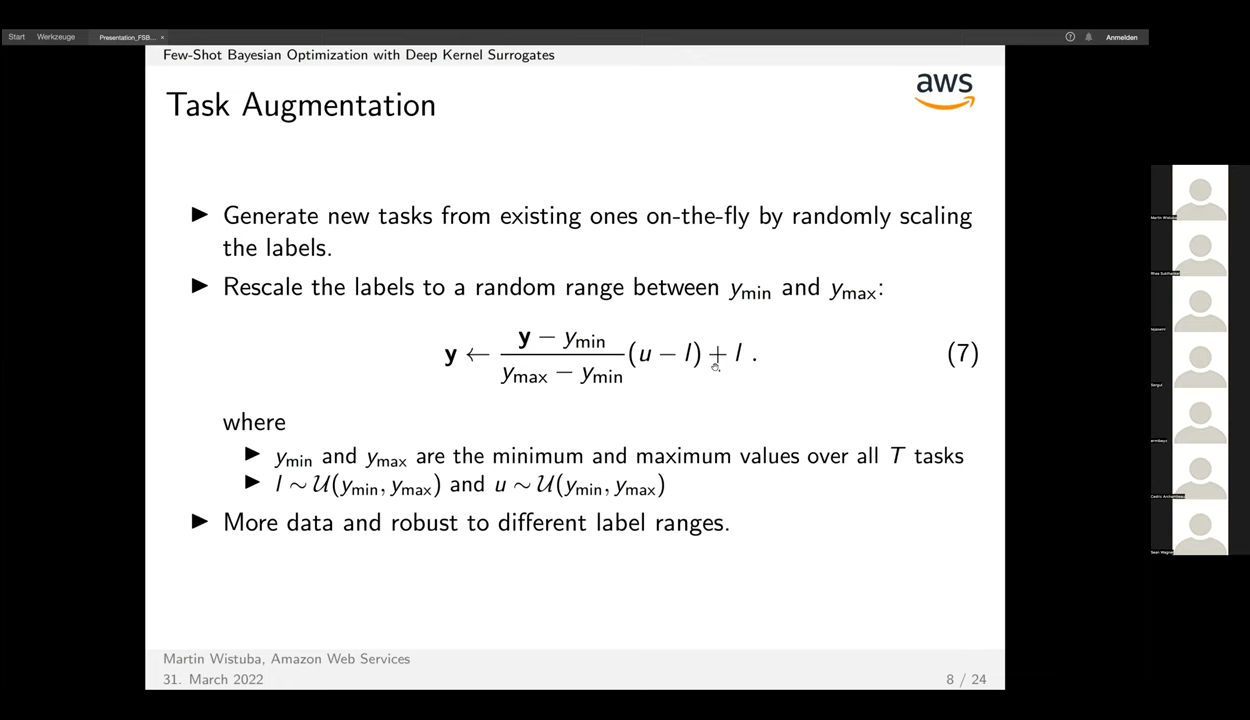 Start Werkzeuge Presentation_FSB... × Anmelden
Few-Shot Bayesian Optimization with Deep Kernel Surrogates
aws
Task Augmentation
▶ Generate new tasks from existing ones on-the-fly by randomly scaling
the labels.
▶ Rescale the labels to a random range between y_min and y_max:
y ← (y − y_min)/(y_max − y_min) (u − l) + l . (7)
where
▶ y_min and y_max are the minimum and maximum values over all T tasks
▶ l ∼ U(y_min, y_max) and u ∼ U(y_min, y_max)
▶ More data and robust to different label ranges.
Martin Wistuba, Amazon Web Services
31. March 2022 8 / 24
Martin Wistuba
Sean Wagner